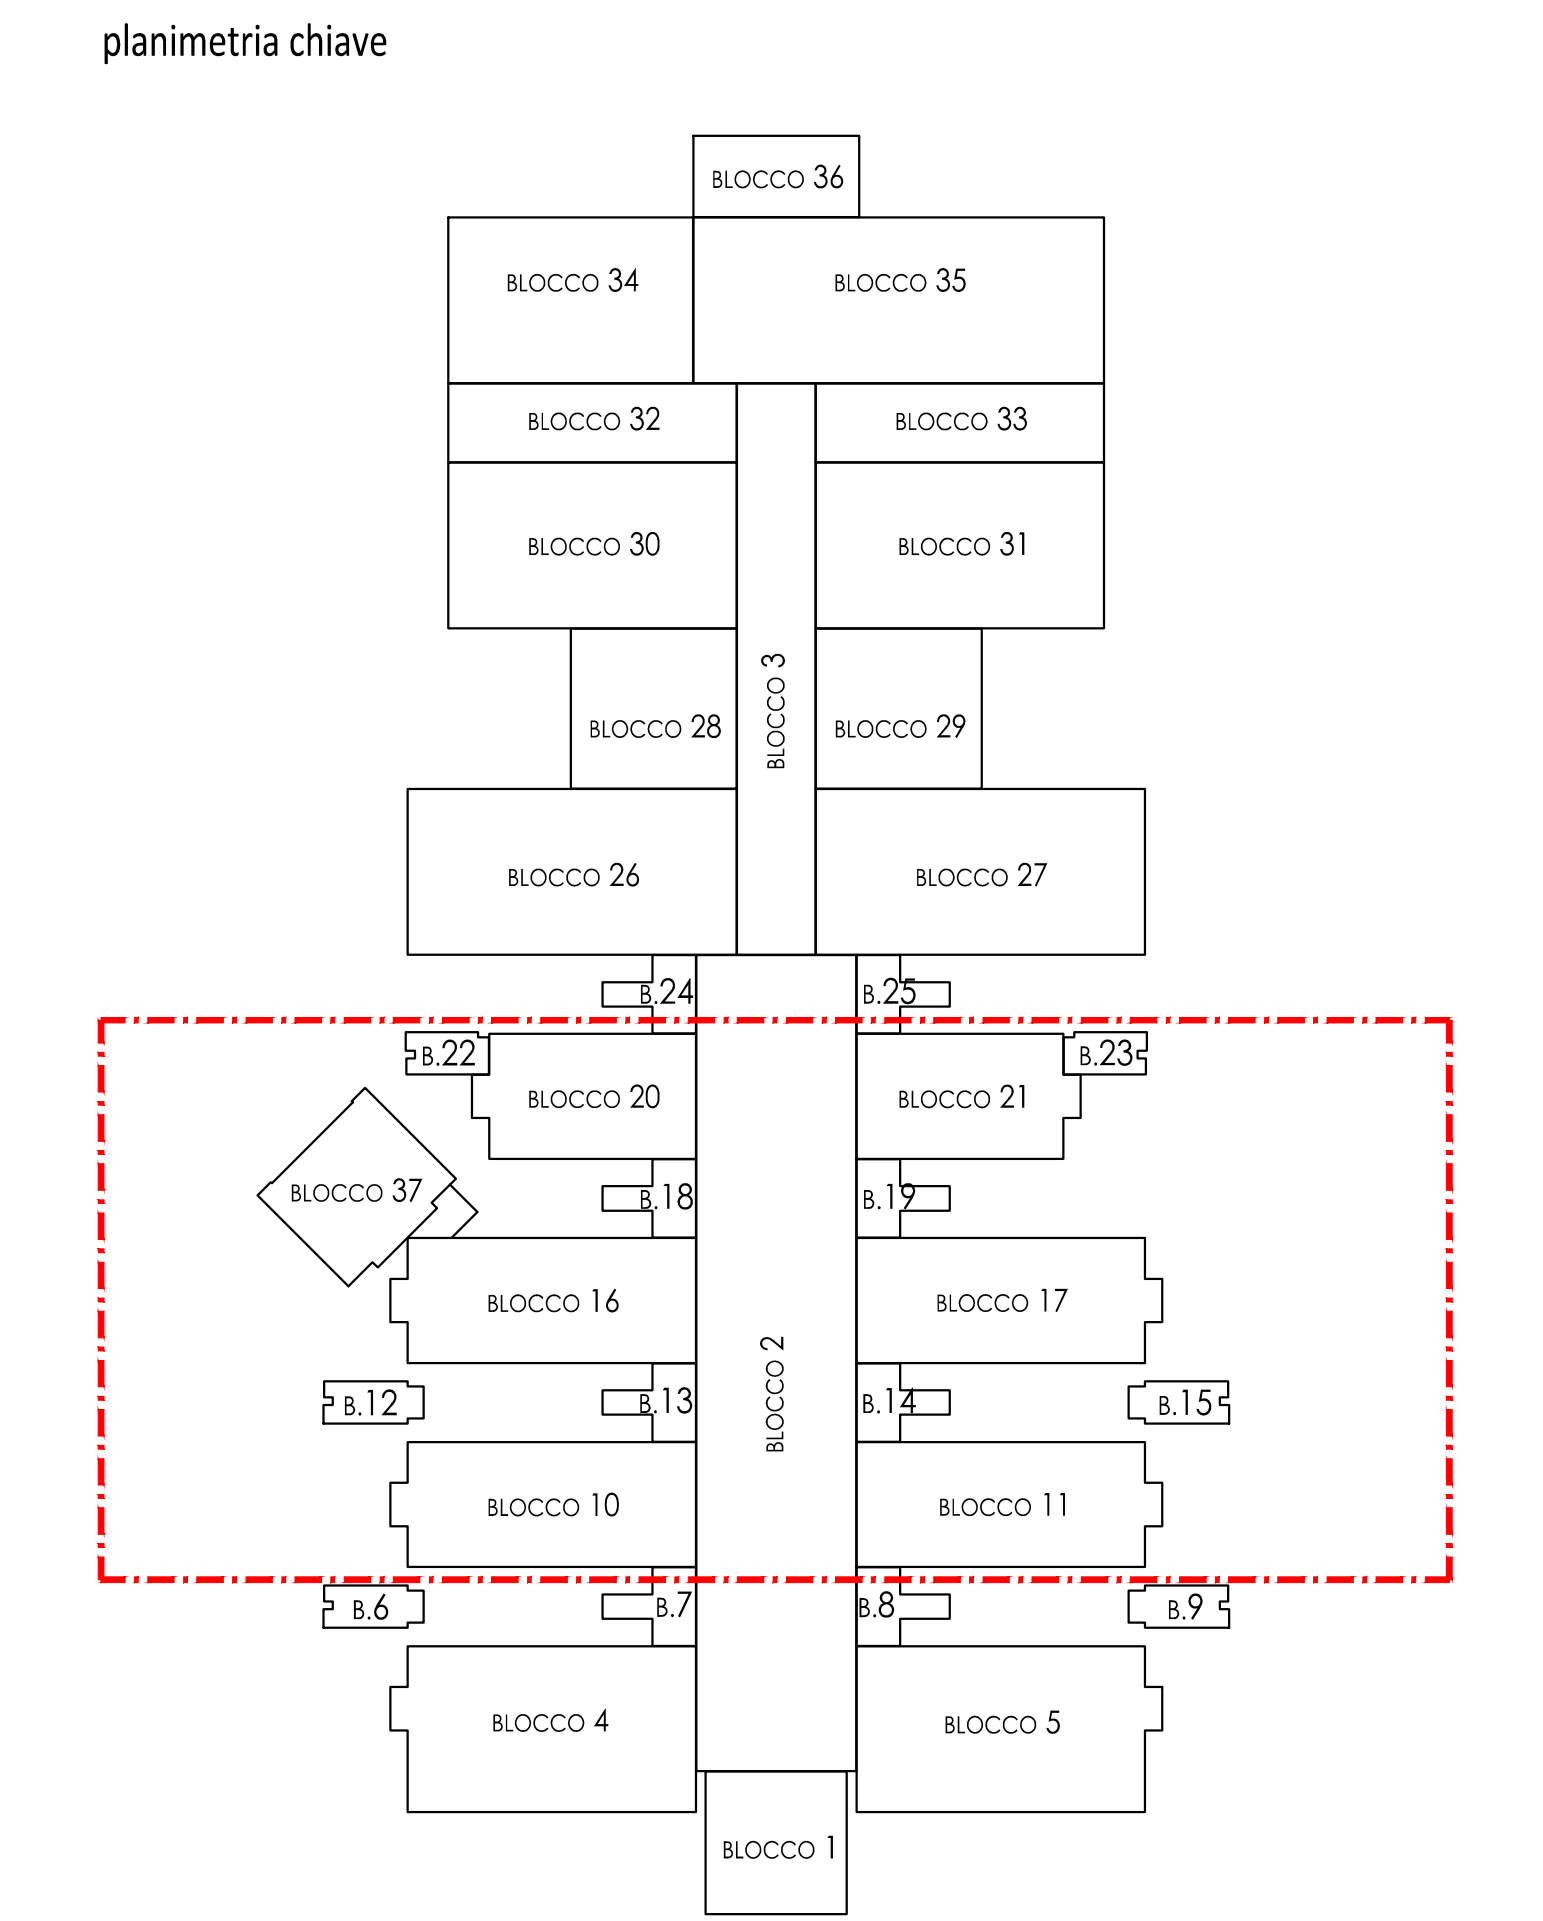 planimetria chiave
BLOCCO 36
BLOCCO 34
BLOCCO 35
BLOCCO 32
BLOCCO 33
BLOCCO 30
BLOCCO 31
BLOCCO 3
BLOCCO 28
BLOCCO 29
BLOCCO 26
BLOCCO 27
B.24
B.25
B.22
B.23
BLOCCO 20
BLOCCO 21
BLOCCO 37
B.18
B.19
BLOCCO 16
BLOCCO 17
BLOCCO 2
B.12
B.13
B.14
B.15
BLOCCO 10
BLOCCO 11
B.6
B.7
B.8
B.9
BLOCCO 4
BLOCCO 5
BLOCCO 1